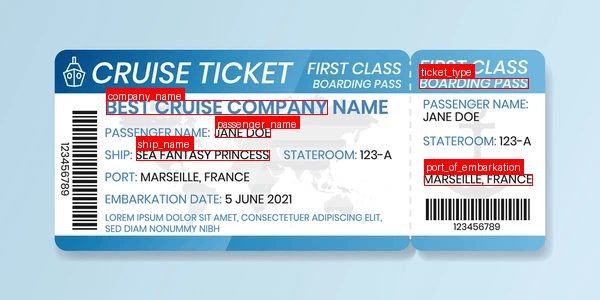 CRUISE TICKET
FIRST CLASS
BOARDING PASS
company_name
BEST CRUISE COMPANY NAME
passenger_name
PASSENGER NAME: JANE DOE
ship_name
SHIP: SEA FANTASY PRINCESS STATEROOM: 123-A
PORT: MARSEILLE, FRANCE
EMBARKATION DATE: 5 JUNE 2021
LOREM IPSUM DOLOR SIT AMET, CONSECTETUER ADIPISCING ELIT,
SED DIAM NONUMMY NIBH
123456789
FIRST CLASS
ticket_type
BOARDING PASS
PASSENGER NAME:
JANE DOE
STATEROOM: 123-A
port_of_embarkation
MARSEILLE, FRANCE
123456789